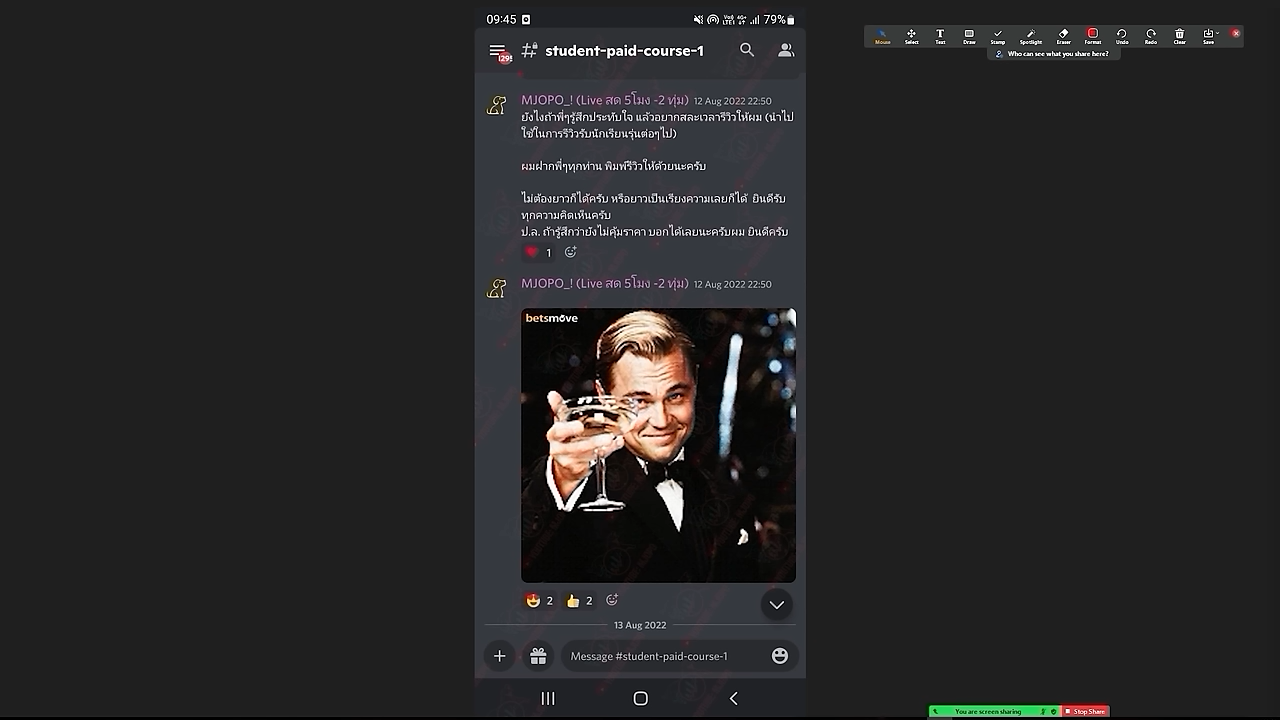 09:45
79%
Mouse Select Text Draw Stamp Spotlight Eraser Format Undo Redo Clear Save
Who can see what you share here?
student-paid-course-1
MJOPO_! (Live สด 5โมง -2 ทุ่ม) 12 Aug 2022 22:50
ยังไงถ้าพี่ๆรู้สึกประทับใจ แล้วอยากสละเวลารีวิวให้ผม (นำไป
ใช้ในการรีวิวรับนักเรียนรุ่นต่อๆไป)
ผมฝากพี่ๆทุกท่าน พิมพ์รีวิวให้ด้วยนะครับ
ไม่ต้องยาวก็ได้ครับ หรือยาวเป็นเรียงความเลยก็ได้ ยินดีรับ
ทุกความคิดเห็นครับ
ป.ล. ถ้ารู้สึกว่ายังไม่คุ้มราคา บอกได้เลยนะครับผม ยินดีครับ
1
MJOPO_! (Live สด 5โมง -2 ทุ่ม) 12 Aug 2022 22:50
betsmove
2 2
13 Aug 2022
Message #student-paid-course-1
You are screen sharing Stop Share